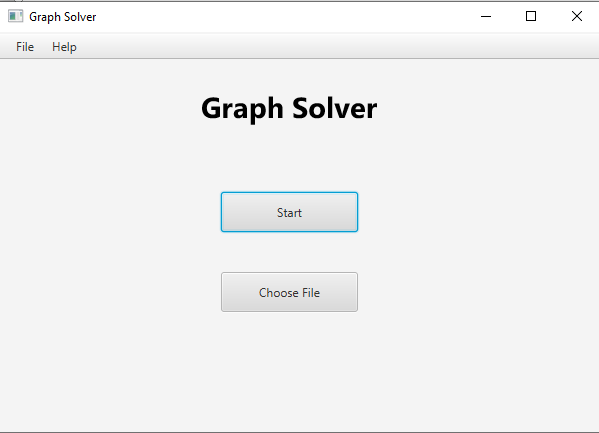 Graph Solver
File Help
Graph Solver
Start
Choose File